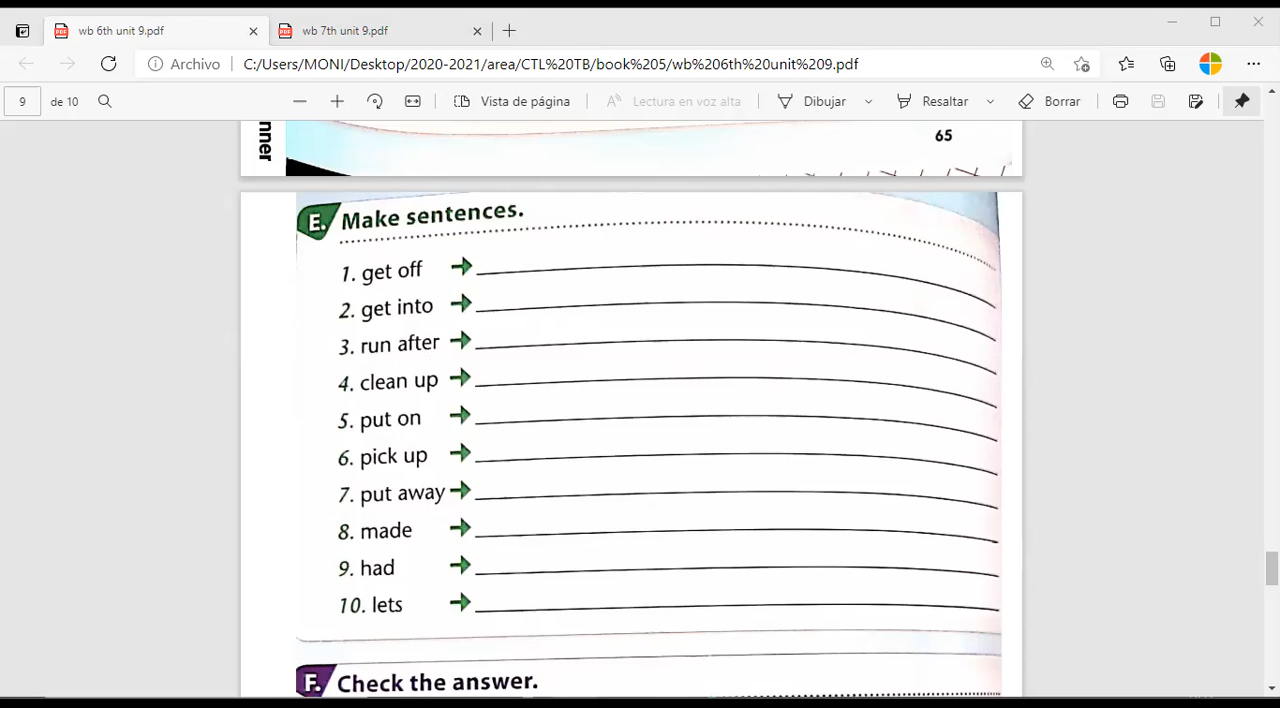 wb 6th unit 9.pdf
wb 7th unit 9.pdf
Archivo
C:/Users/MONI/Desktop/2020-2021/area/CTL%20TB/book%205/wb%206th%20unit%209.pdf
9 de 10
Vista de página
Lectura en voz alta
Dibujar
Resaltar
Borrar
nner
65
E. Make sentences.
1. get off
2. get into
3. run after
4. clean up
5. put on
6. pick up
7. put away
8. made
9. had
10. lets
F. Check the answer.